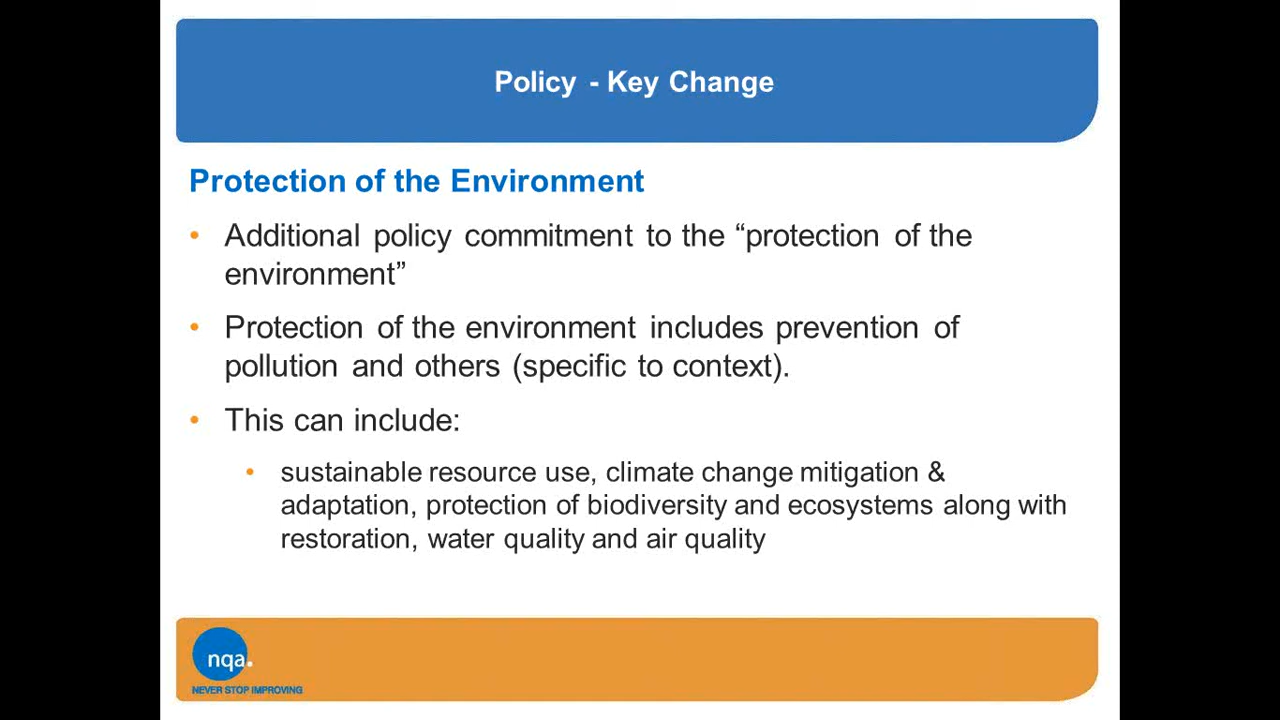 Policy - Key Change
Protection of the Environment
• Additional policy commitment to the “protection of the
environment”
• Protection of the environment includes prevention of
pollution and others (specific to context).
• This can include:
• sustainable resource use, climate change mitigation &
adaptation, protection of biodiversity and ecosystems along with
restoration, water quality and air quality
nqa.
NEVER STOP IMPROVING